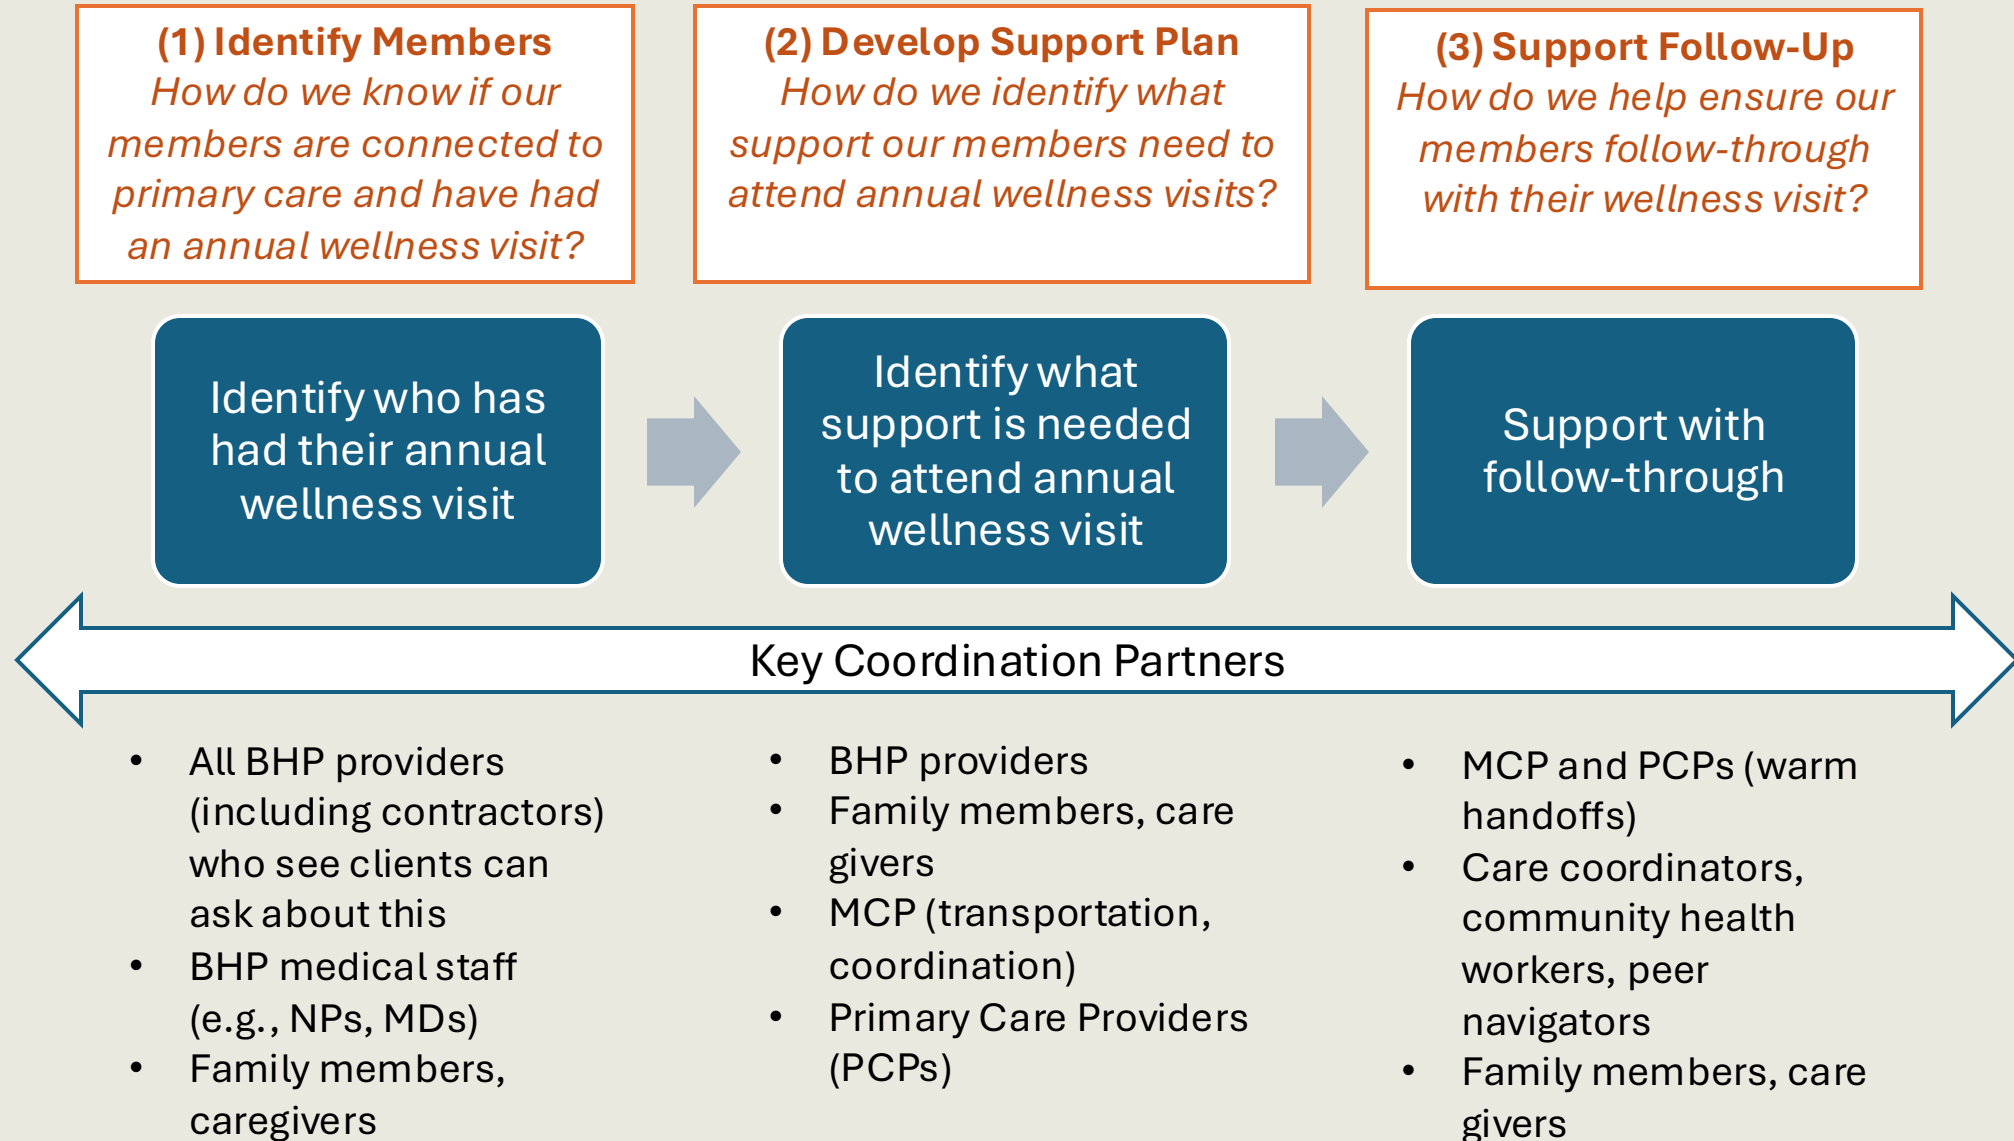 (1) Identify Members
How do we know if our
members are connected to
primary care and have had
an annual wellness visit?
(2) Develop Support Plan
How do we identify what
support our members need to
attend annual wellness visits?
(3) Support Follow-Up
How do we help ensure our
members follow-through
with their wellness visit?
Identify who has
had their annual
wellness visit
Identify what
support is needed
to attend annual
wellness visit
Support with
follow-through
Key Coordination Partners
• All BHP providers
(including contractors)
who see clients can
ask about this
• BHP medical staff
(e.g., NPs, MDs)
• Family members,
caregivers
• BHP providers
• Family members, care
givers
• MCP (transportation,
coordination)
• Primary Care Providers
(PCPs)
• MCP and PCPs (warm
handoffs)
• Care coordinators,
community health
workers, peer
navigators
• Family members, care
givers